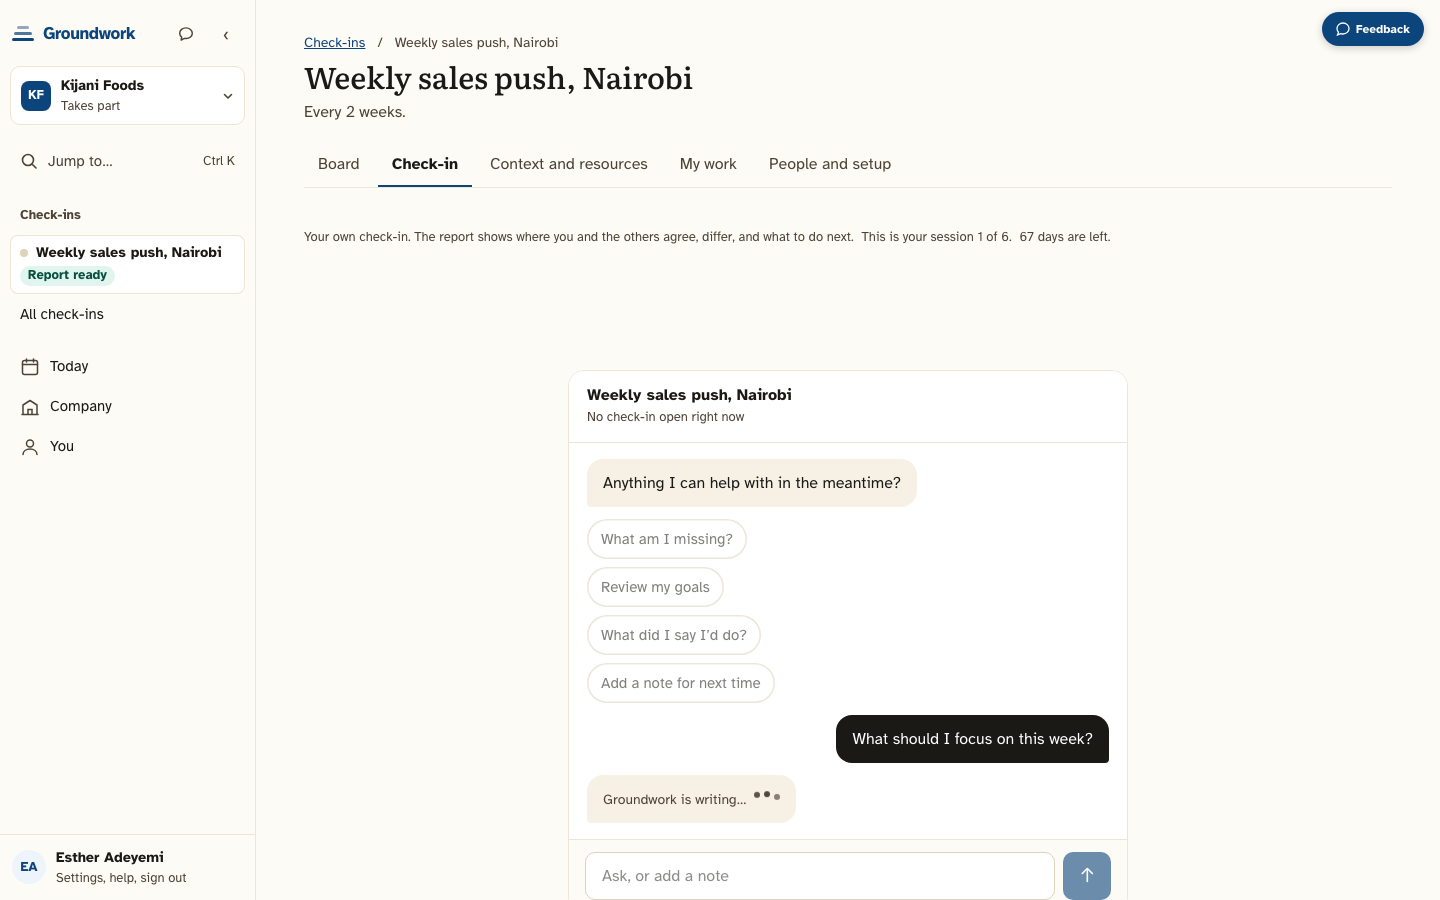 Groundwork
KF
Kijani Foods
Takes part
Jump to...
Ctrl K
Check-ins
Weekly sales push, Nairobi
Report ready
All check-ins
Today
Company
You
EA
Esther Adeyemi
Settings, help, sign out
Feedback
Check-ins / Weekly sales push, Nairobi
Weekly sales push, Nairobi
Every 2 weeks.
Board
Check-in
Context and resources
My work
People and setup
Your own check-in. The report shows where you and the others agree, differ, and what to do next. This is your session 1 of 6. 67 days are left.
Weekly sales push, Nairobi
No check-in open right now
Anything I can help with in the meantime?
What am I missing?
Review my goals
What did I say I'd do?
Add a note for next time
What should I focus on this week?
Groundwork is writing...
Ask, or add a note